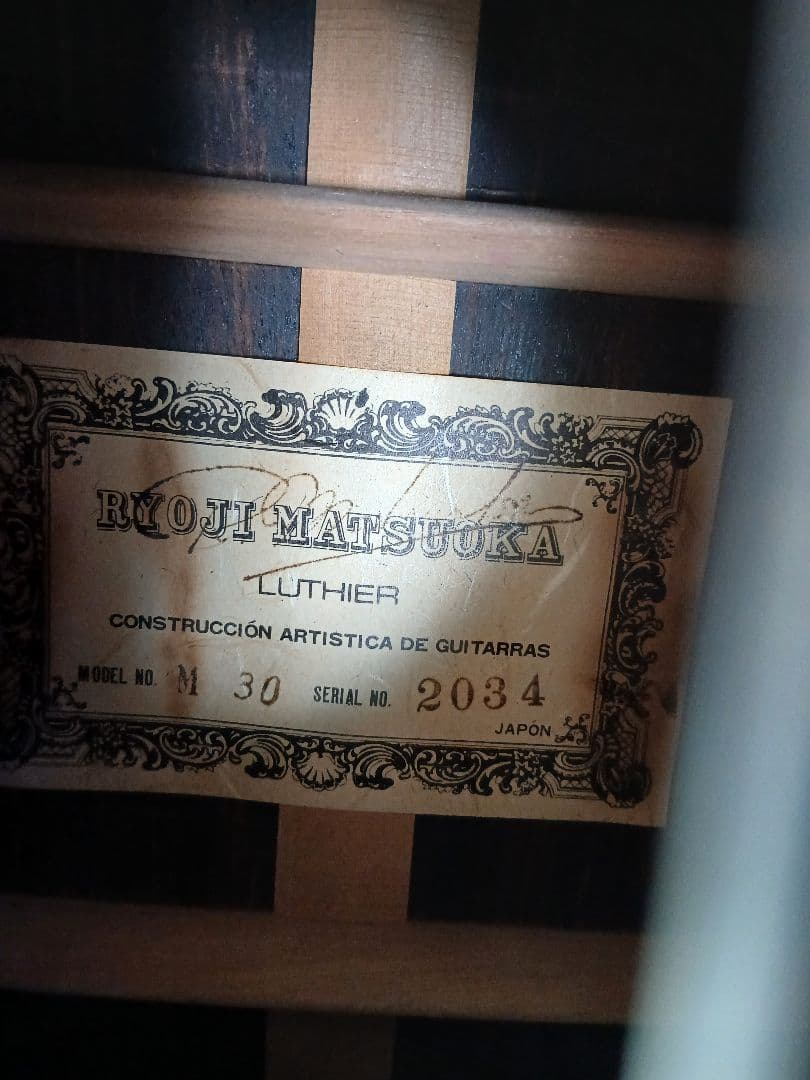 RYOJI MATSUOKA
LUTHIER
CONSTRUCCIÓN ARTISTICA DE GUITARRAS
MODEL NO. M 30 SERIAL NO. 2034
JAPÓN